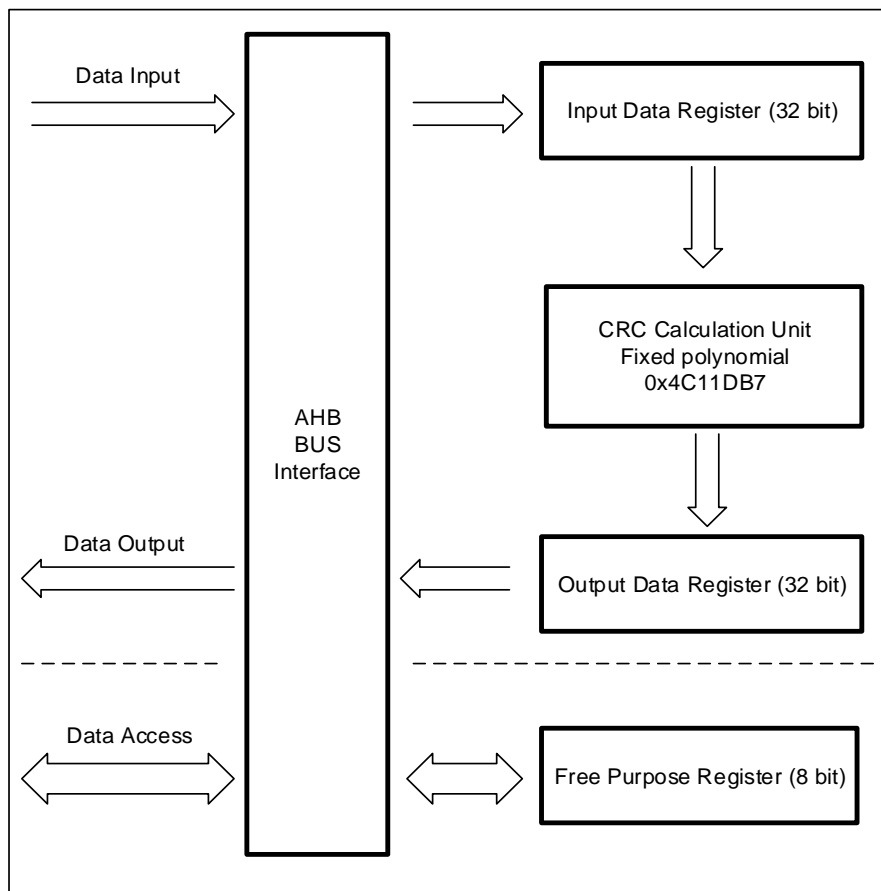 Data Input
Input Data Register (32 bit)
CRC Calculation Unit
Fixed polynomial
0x4C11DB7
AHB
BUS
Interface
Data Output
Output Data Register (32 bit)
Data Access
Free Purpose Register (8 bit)